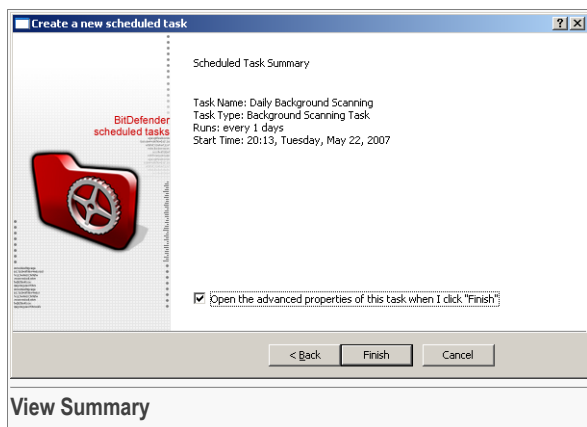 Create a new scheduled task
Scheduled Task Summary
Task Name: Daily Background Scanning
Task Type: Background Scanning Task
Runs: every 1 days
Start Time: 20:13, Tuesday, May 22, 2007
BitDefender
scheduled tasks
Open the advanced properties of this task when I click "Finish"
< Back
Finish
Cancel
View Summary